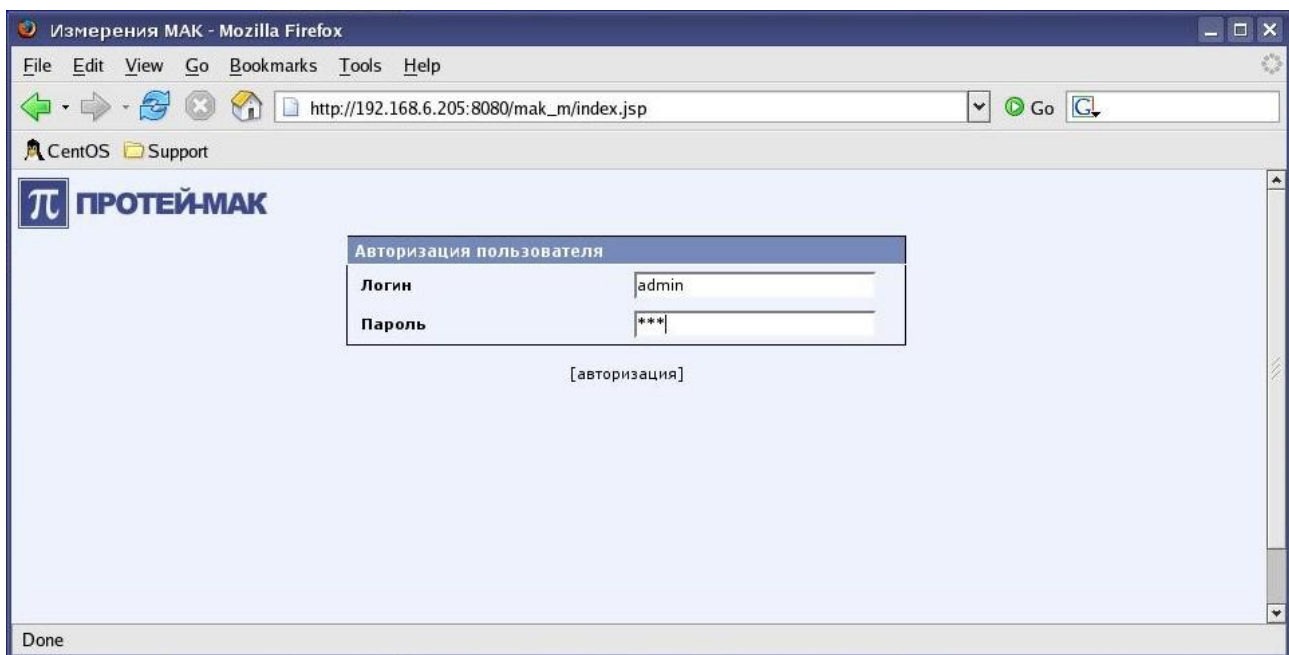 Измерения МАК - Mozilla Firefox
File Edit View Go Bookmarks Tools Help
http://192.168.6.205:8080/mak_m/index.jsp Go G
CentOS Support
π ПРОТЕЙ-МАК
Авторизация пользователя
Логин admin
Пароль ***
[авторизация]
Done